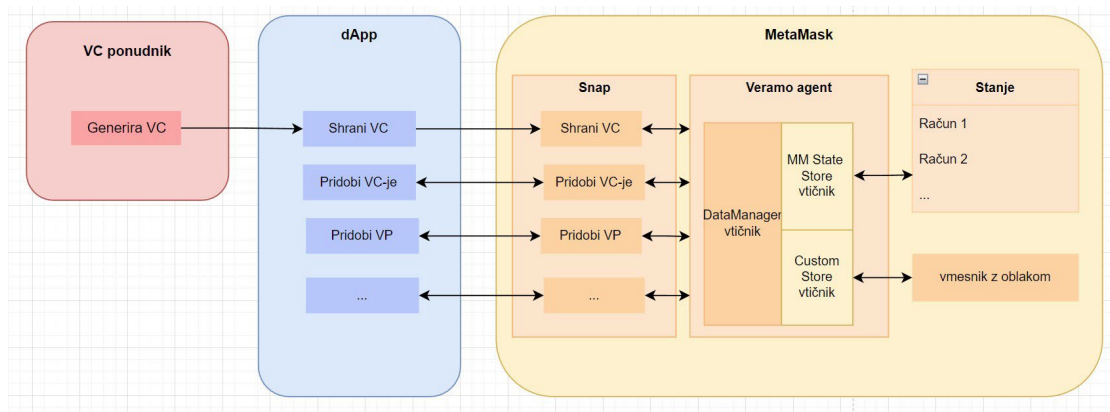 VC ponudnik
Generira VC
dApp
Shrani VC
Pridobi VC-je
Pridobi VP
...
MetaMask
Snap
Shrani VC
Pridobi VC-je
Pridobi VP
...
Veramo agent
DataManager
vtičnik
MM State
Store
vtičnik
Custom
Store
vtičnik
Stanje
Račun 1
Račun 2
...
vmesnik z oblakom